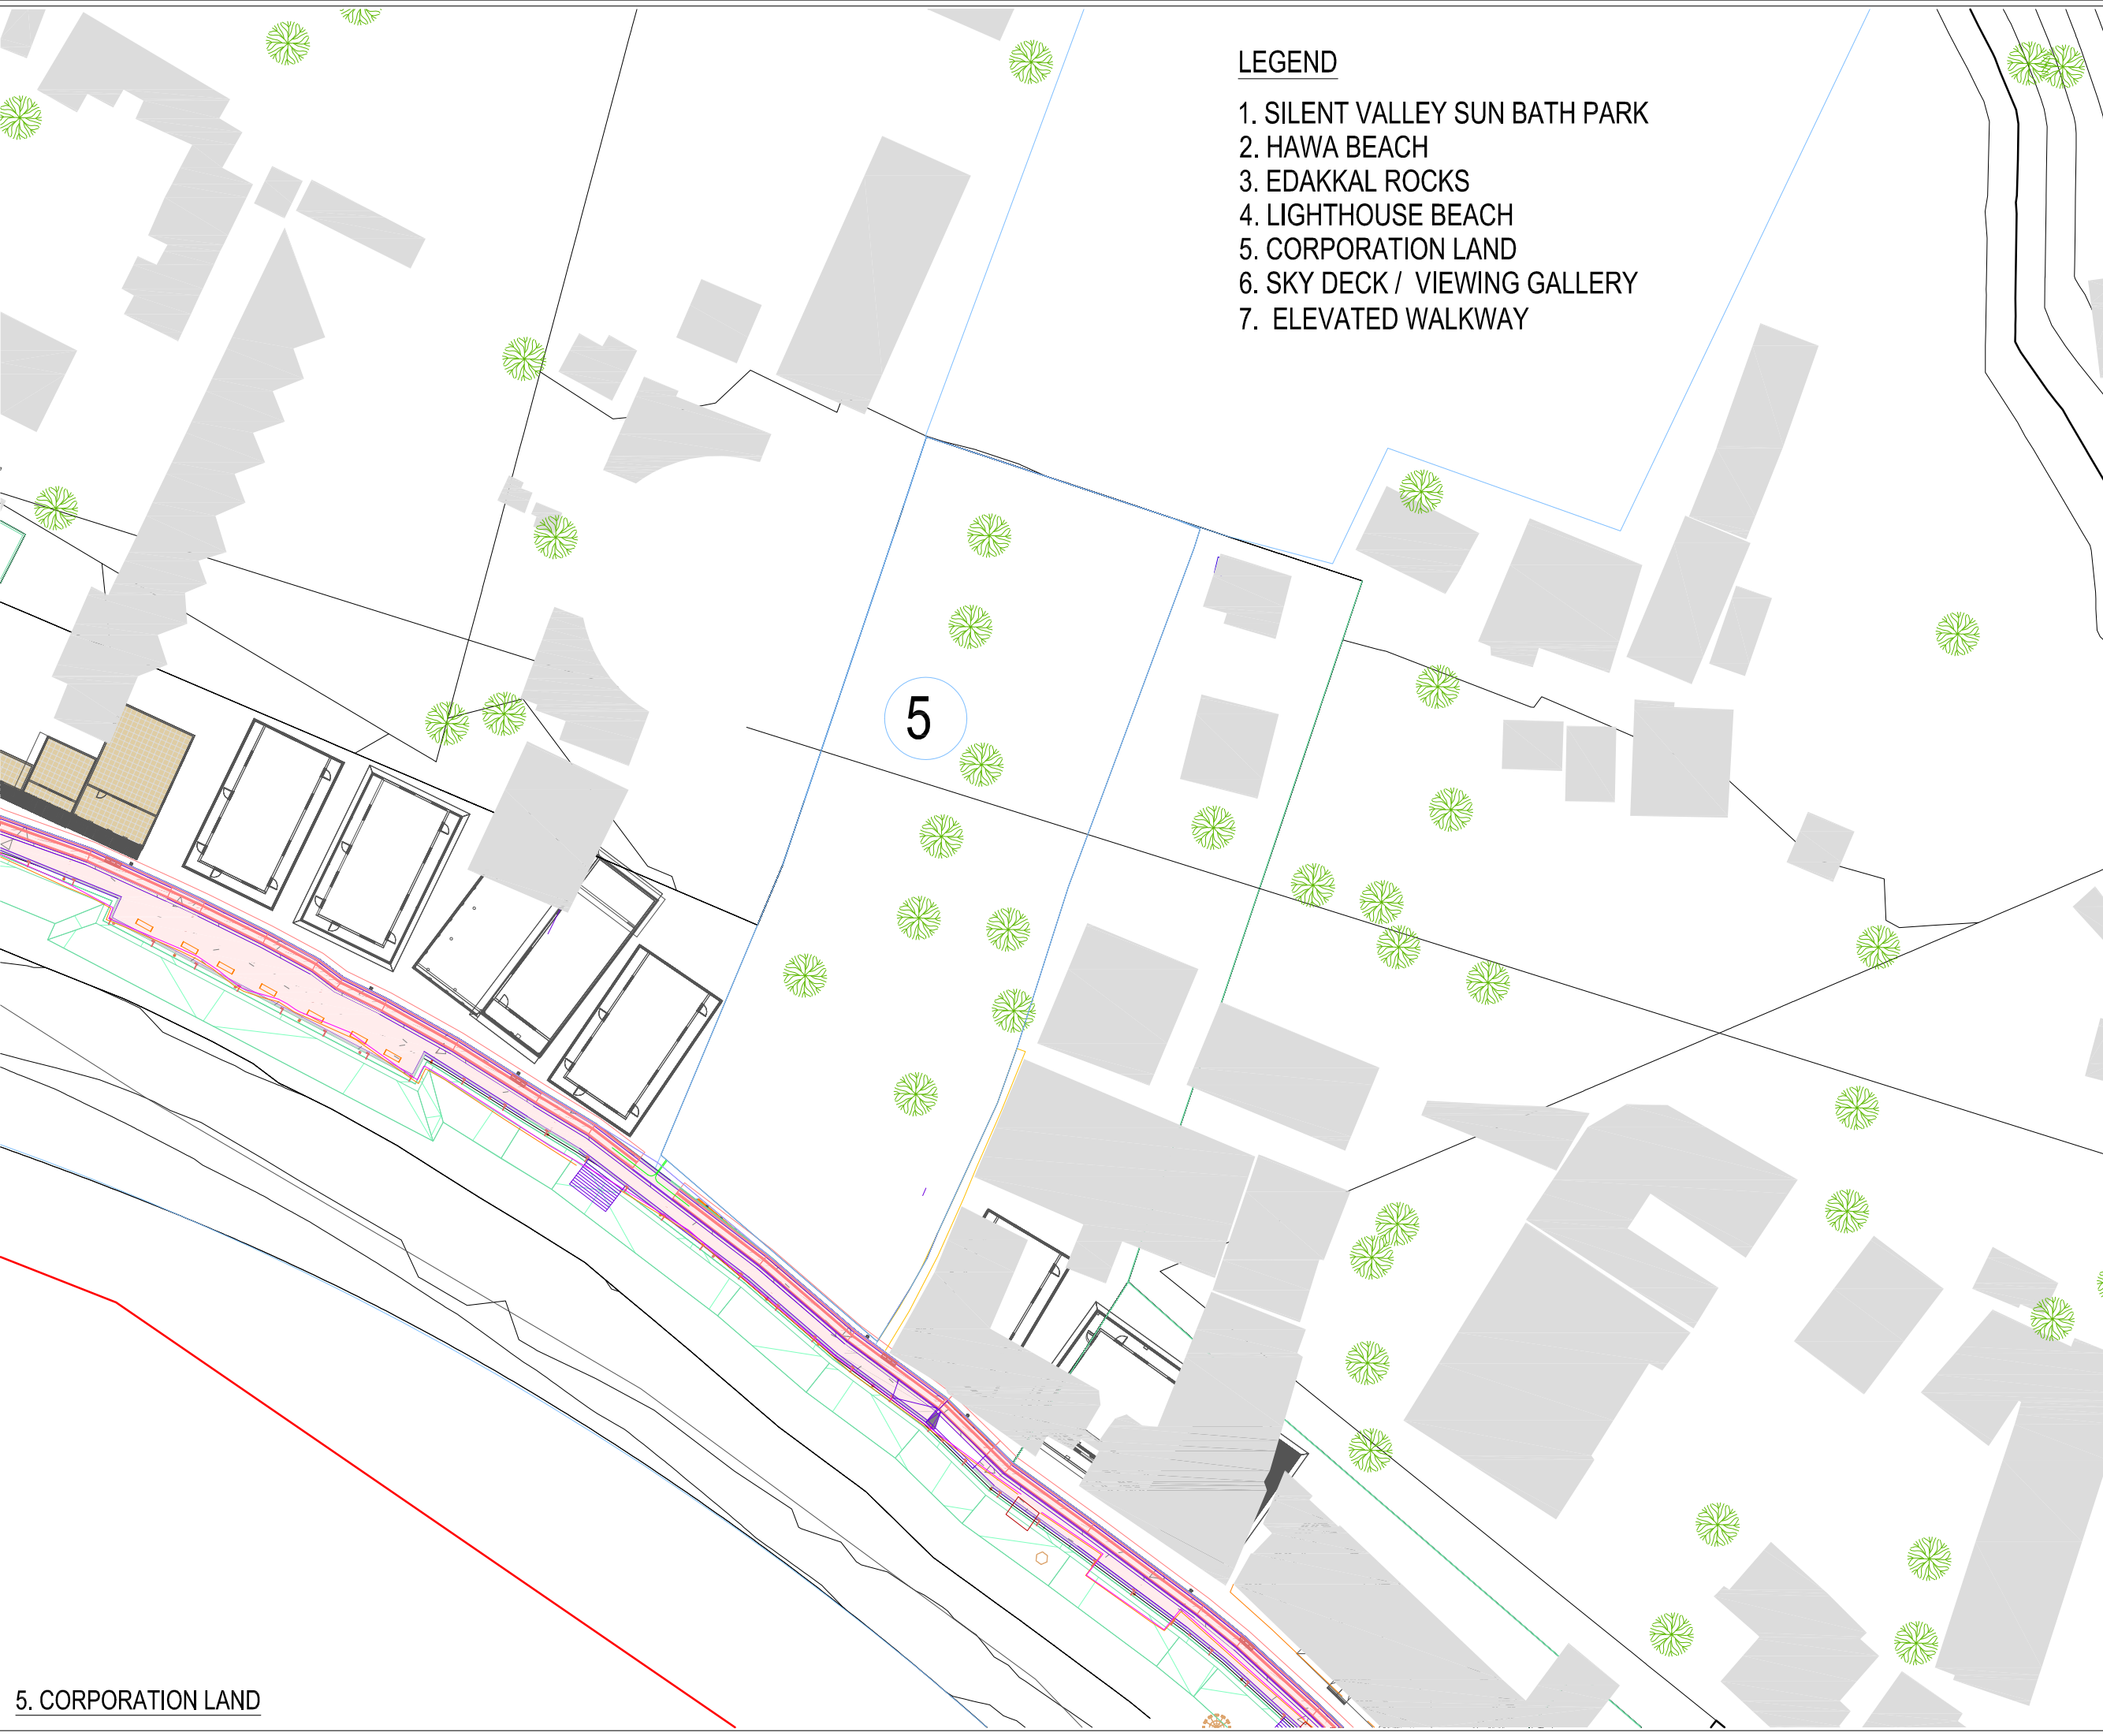 LEGEND
1. SILENT VALLEY SUN BATH PARK
2. HAWA BEACH
3. EDAKKAL ROCKS
4. LIGHTHOUSE BEACH
5. CORPORATION LAND
6. SKY DECK / VIEWING GALLERY
7. ELEVATED WALKWAY
5
5. CORPORATION LAND